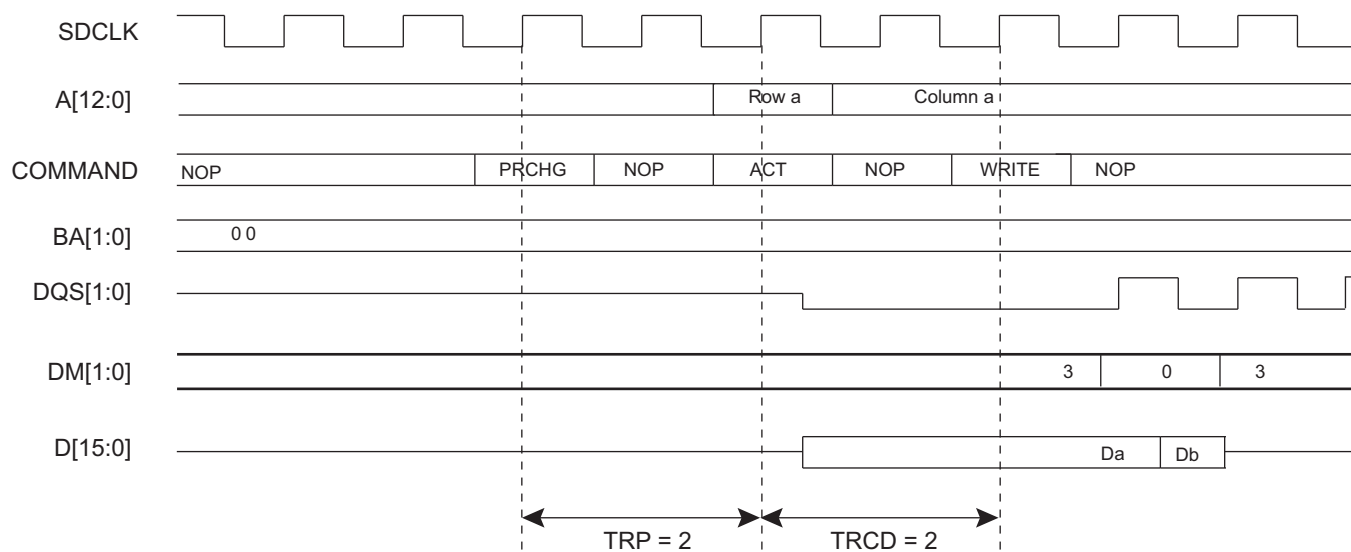 SDCLK
A[12:0] Row a Column a
COMMAND NOP PRCHG NOP ACT NOP WRITE NOP
BA[1:0] 0 0
DQS[1:0]
DM[1:0] 3 0 3
D[15:0] Da Db
TRP = 2 TRCD = 2